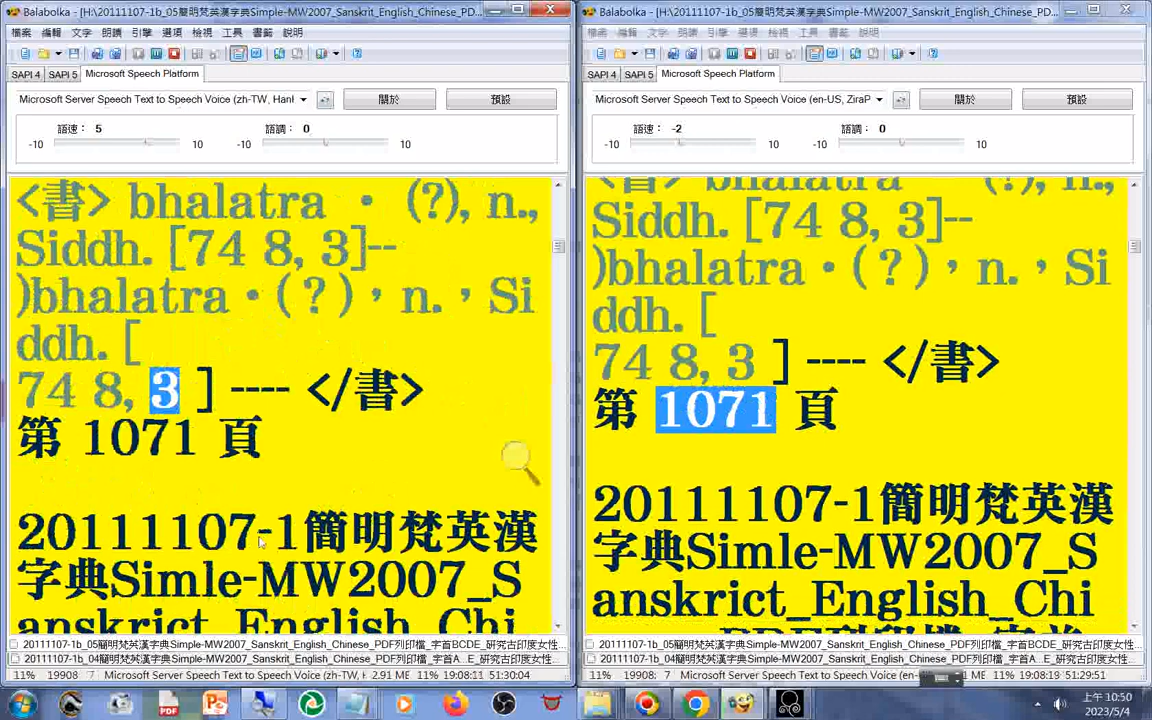 Balabolka - [H:\20111107-1b_05簡明梵英漢字典Simple-MW2007_Sanskrit_English_Chinese_PD...
檔案 編輯 文字 朗讀 引擎 選項 檢視 工具 書籤 說明
SAPI 4 SAPI 5 Microsoft Speech Platform
Microsoft Server Speech Text to Speech Voice (zh-TW, Hanl
關於
預設
語速： 5
語調： 0
-10 10 -10 10
<書> bhalatra ‧ (?), n.,
Siddh. [74 8, 3]--
)bhalatra‧(？)，n.，Si
ddh. [
74 8, 3 ] ---- </書>
第 1071 頁
20111107-1簡明梵英漢
字典Simle-MW2007_S
anskrict_English_Chi
20111107-1b_05簡明梵英漢字典Simple-MW2007_Sanskrit_English_Chinese_PDF列印檔_字首BCDE_研究古印度女性...
20111107-1b_04簡明梵英漢字典Simple-MW2007_Sanskrit_English_Chinese_PDF列印檔_字首A...E_研究古印度女性...
11% 19908 Microsoft Server Speech Text to Speech Voice (zh-TW, 2.91 ME 11% 19:08:11 51:30:04
Balabolka - [H:\20111107-1b_05簡明梵英漢字典Simple-MW2007_Sanskrit_English_Chinese_PD...
檔案 編輯 文字 朗讀 引擎 選項 檢視 工具 書籤 說明
SAPI 4 SAPI 5 Microsoft Speech Platform
Microsoft Server Speech Text to Speech Voice (en-US, ZiraP
關於
預設
語速： -2
語調： 0
-10 10 -10 10
<書> bhalatra ‧ (?), n.,
Siddh. [74 8, 3]--
)bhalatra‧(？)，n.，Si
ddh. [
74 8, 3 ] ---- </書>
第 1071 頁
20111107-1簡明梵英漢
字典Simle-MW2007_S
anskrict_English_Chi
20111107-1b_05簡明梵英漢字典Simple-MW2007_Sanskrit_English_Chinese_PDF列印檔_字首BCDE_研究古印度女性...
20111107-1b_04簡明梵英漢字典Simple-MW2007_Sanskrit_English_Chinese_PDF列印檔_字首A...E_研究古印度女性...
11% 19908: Microsoft Server Speech Text to Speech Voice (en-US, 11% 19:08:19 51:29:51
上午 10:50
2023/5/4